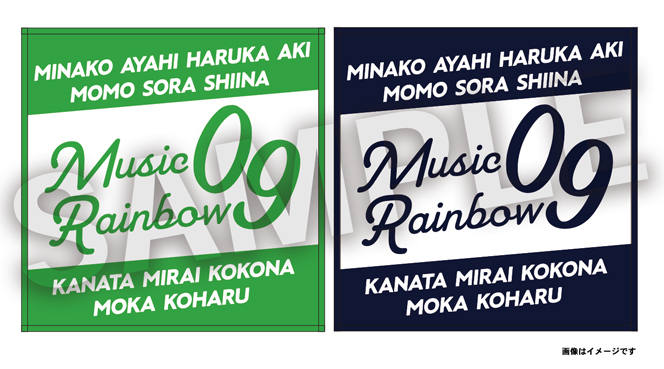 MINAKO AYAHI HARUKA AKI
MOMO SORA SHIINA
Music
Rainbow 09
KANATA MIRAI KOKONA
MOKA KOHARU
MINAKO AYAHI HARUKA AKI
MOMO SORA SHIINA
Music
Rainbow 09
KANATA MIRAI KOKONA
MOKA KOHARU
SAMPLE
画像はイメージです